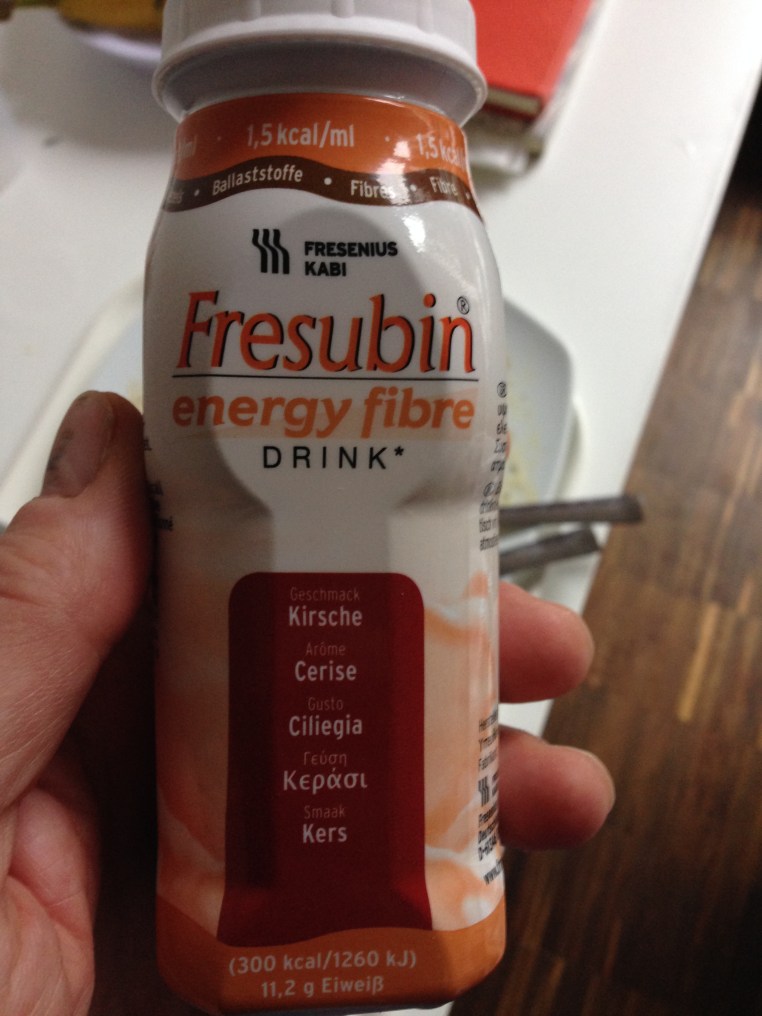 1,5 kcal/ml
Ballaststoffe • Fibres • Fibre
FRESENIUS
KABI
Fresubin®
energy fibre
DRINK*
Geschmack
Kirsche
Arôme
Cerise
Gusto
Ciliegia
Γεύση
Κεράσι
Smaak
Kers
(300 kcal/1260 kJ)
11,2 g Eiweiß